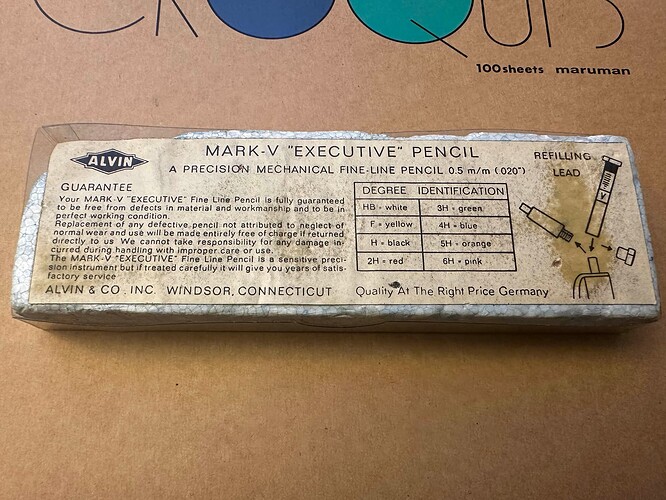 CROQUIS
100 sheets maruman
ALVIN
MARK-V "EXECUTIVE" PENCIL
A PRECISION MECHANICAL FINE-LINE PENCIL 0.5 m/m (.020")
GUARANTEE
Your MARK-V "EXECUTIVE" Fine Line Pencil is fully guaranteed
to be free from defects in material and workmanship and to be in
perfect working condition.
Replacement of any defective pencil not attributed to neglect of
normal wear and use will be made entirely free of charge if returned
directly to us We cannot take responsibility for any damage in-
curred during handling with improper care or use.
The MARK-V "EXECUTIVE" Fine Line Pencil is a sensitive preci-
sion instrument but if treated carefully it will give you years of satis-
factory service
ALVIN & CO. INC. WINDSOR, CONNECTICUT
DEGREE IDENTIFICATION
HB = white 3H = green
F = yellow 4H = blue
H = black 5H = orange
2H = red 6H = pink
Quality At The Right Price Germany
REFILLING
LEAD